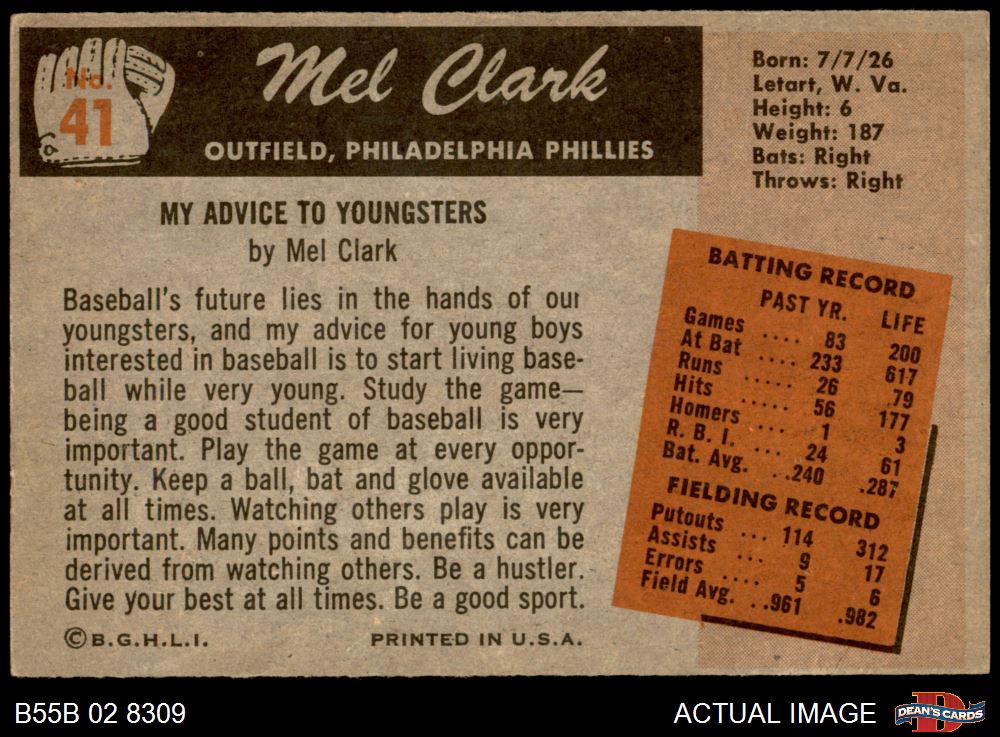 No.
41
Mel Clark
OUTFIELD, PHILADELPHIA PHILLIES
Born: 7/7/26
Letart, W. Va.
Height: 6
Weight: 187
Bats: Right
Throws: Right
MY ADVICE TO YOUNGSTERS
by Mel Clark
Baseball's future lies in the hands of our
youngsters, and my advice for young boys
interested in baseball is to start living base-
ball while very young. Study the game—
being a good student of baseball is very
important. Play the game at every oppor-
tunity. Keep a ball, bat and glove available
at all times. Watching others play is very
important. Many points and benefits can be
derived from watching others. Be a hustler.
Give your best at all times. Be a good sport.
©B.G.H.L.I. PRINTED IN U.S.A.
BATTING RECORD
PAST YR. LIFE
Games .... 83 200
At Bat .... 233 617
Runs ..... 26 79
Hits ..... 56 177
Homers .... 1 3
R. B. I. .... 24 61
Bat. Avg. ..240 .287
FIELDING RECORD
Putouts ... 114 312
Assists ... 9 17
Errors .... 5 6
Field Avg. ..961 .982
B55B 02 8309
ACTUAL IMAGE
DEAN'S CARDS